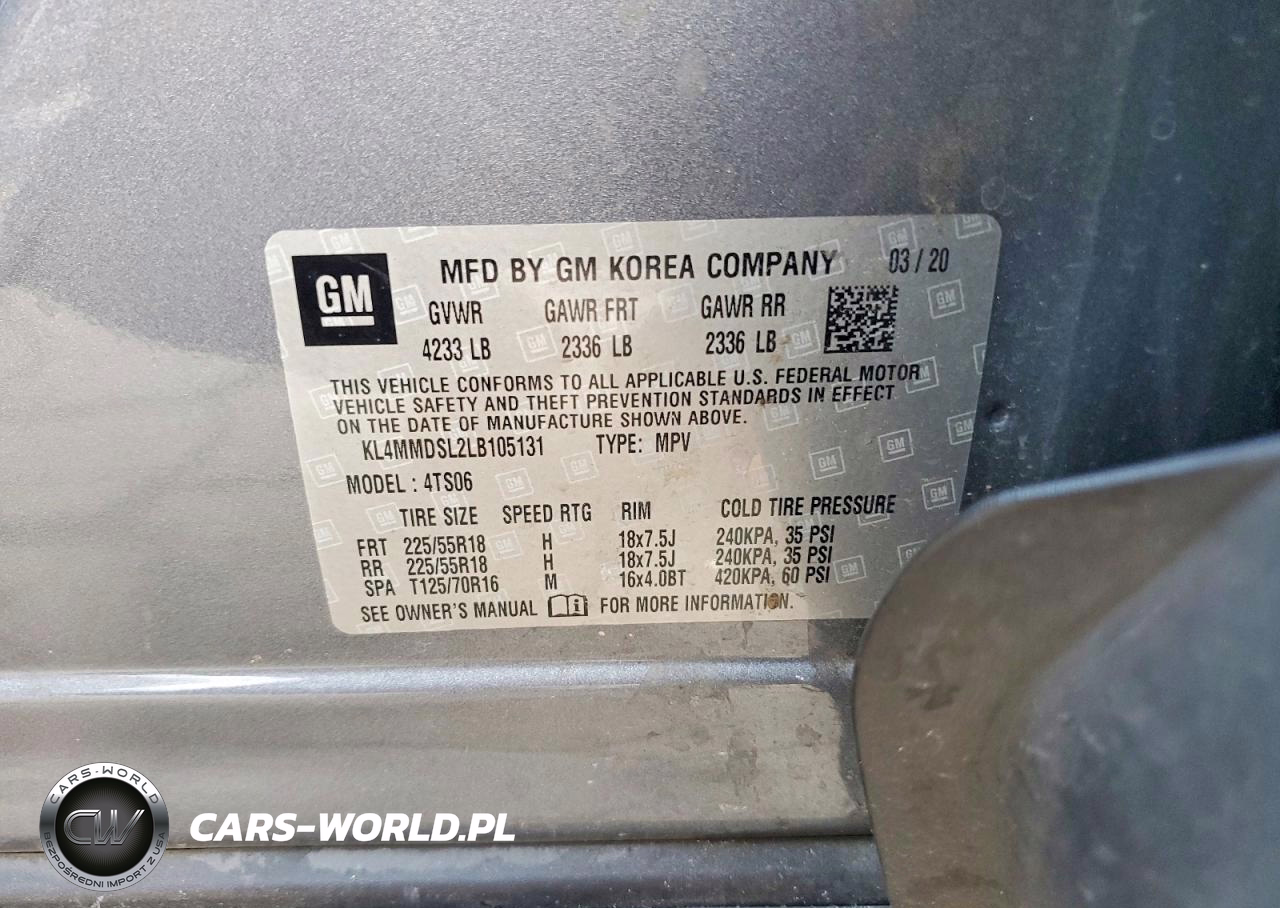 GM
MFD BY GM KOREA COMPANY 03 / 20
GVWR GAWR FRT GAWR RR
4233 LB 2336 LB 2336 LB
THIS VEHICLE CONFORMS TO ALL APPLICABLE U.S. FEDERAL MOTOR
VEHICLE SAFETY AND THEFT PREVENTION STANDARDS IN EFFECT
ON THE DATE OF MANUFACTURE SHOWN ABOVE.
KL4MMDSL2LB105131 TYPE: MPV
MODEL : 4TS06
TIRE SIZE SPEED RTG RIM COLD TIRE PRESSURE
FRT 225/55R18 H 18x7.5J 240KPA, 35 PSI
RR 225/55R18 H 18x7.5J 240KPA, 35 PSI
SPA T125/70R16 M 16x4.0BT 420KPA, 60 PSI
SEE OWNER'S MANUAL FOR MORE INFORMATION.
CARS-WORLD
CW
BEZPOŚREDNI IMPORT Z USA
CARS-WORLD.PL